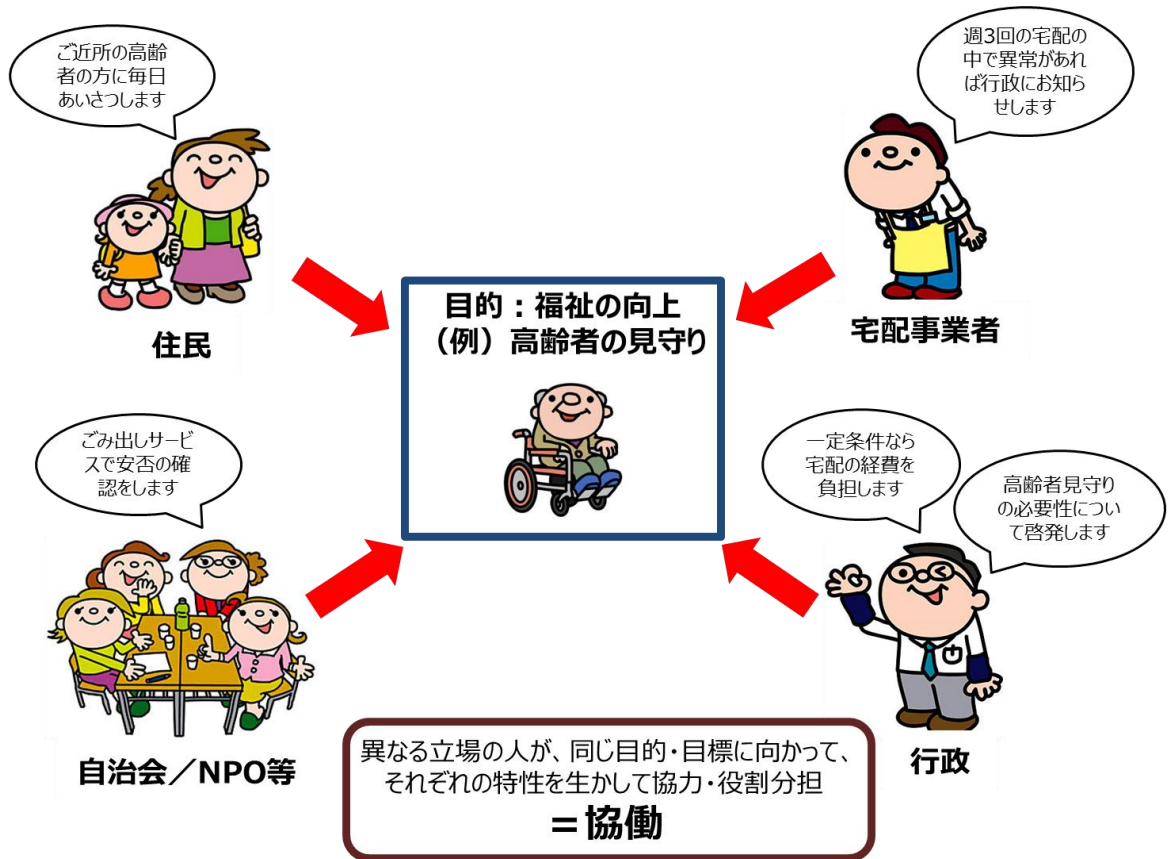 ご近所の高齢
者の方に毎日
あいさつします
住民
週3回の宅配の
中で異常があれ
ば行政にお知ら
せします
宅配事業者
目的：福祉の向上
（例）高齢者の見守り
ごみ出しサービ
スで安否の確
認をします
自治会／NPO等
一定条件なら
宅配の経費を
負担します
高齢者見守り
の必要性につい
て啓発します
行政
異なる立場の人が、同じ目的・目標に向かって、
それぞれの特性を生かして協力・役割分担
＝協働